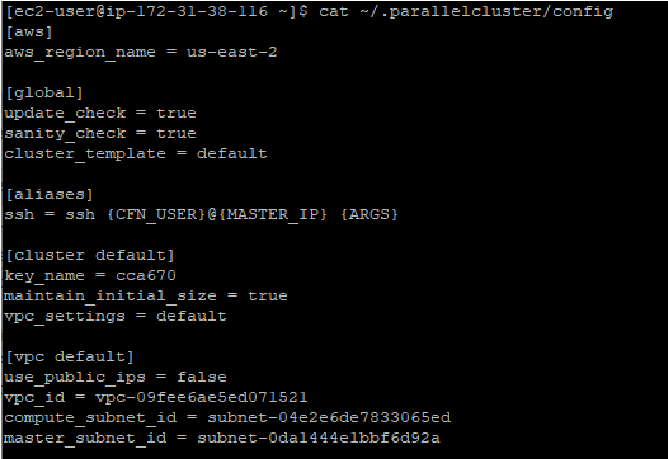 [ec2-user@ip-172-31-38-116 ~]$ cat ~/.parallelcluster/config
[aws]
aws_region_name = us-east-2
[global]
update_check = true
sanity_check = true
cluster_template = default
[aliases]
ssh = ssh {CFN_USER}@{MASTER_IP} {ARGS}
[cluster default]
key_name = cca670
maintain_initial_size = true
vpc_settings = default
[vpc default]
use_public_ips = false
vpc_id = vpc-09fee6ae5ed071521
compute_subnet_id = subnet-04e2e6de7833065ed
master_subnet_id = subnet-0da1444e1bbf6d92a